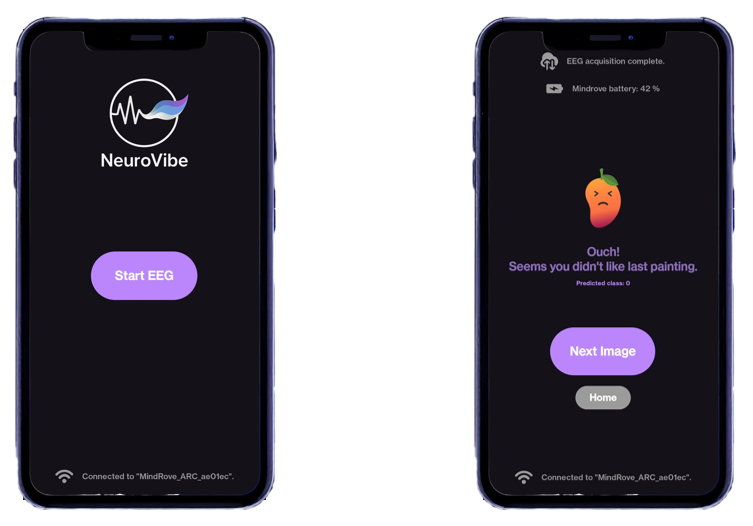 NeuroVibe
Start EEG
Connected to "MindRove_ARC_ae01ec".
EEG acquisition complete.
Mindrove battery: 42 %
Ouch!
Seems you didn't like last painting.
Predicted class: 0
Next Image
Home
Connected to "MindRove_ARC_ae01ec".